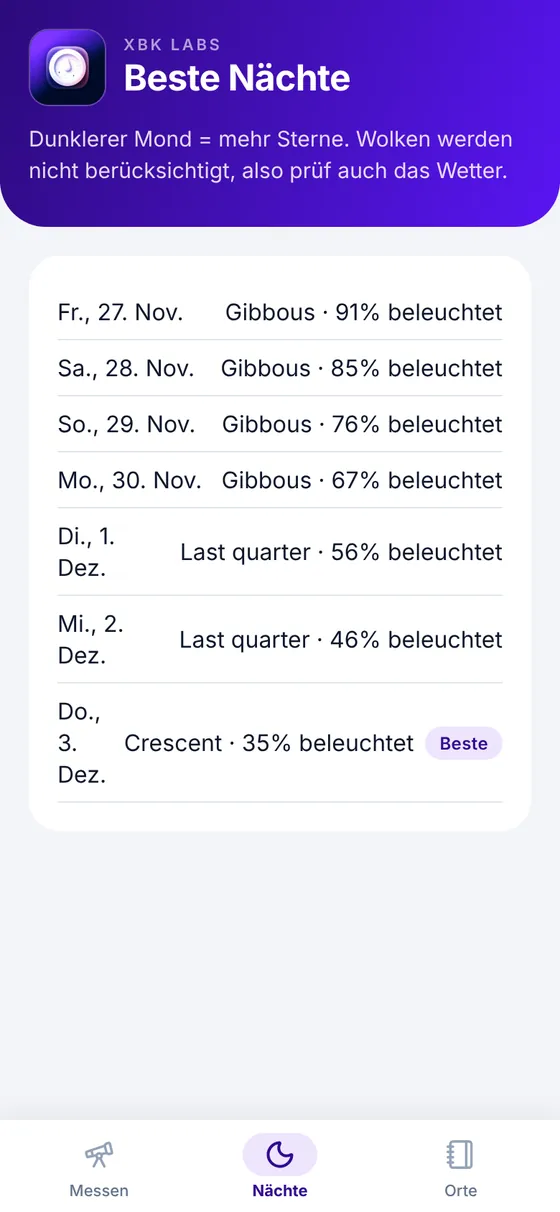 XBK LABS
Beste Nächte
Dunklerer Mond = mehr Sterne. Wolken werden
nicht berücksichtigt, also prüf auch das Wetter.
Fr., 27. Nov. Gibbous · 91% beleuchtet
Sa., 28. Nov. Gibbous · 85% beleuchtet
So., 29. Nov. Gibbous · 76% beleuchtet
Mo., 30. Nov. Gibbous · 67% beleuchtet
Di., 1.
Dez.
Last quarter · 56% beleuchtet
Mi., 2.
Dez.
Last quarter · 46% beleuchtet
Do.,
3.
Dez.
Crescent · 35% beleuchtet Beste
Messen Nächte Orte